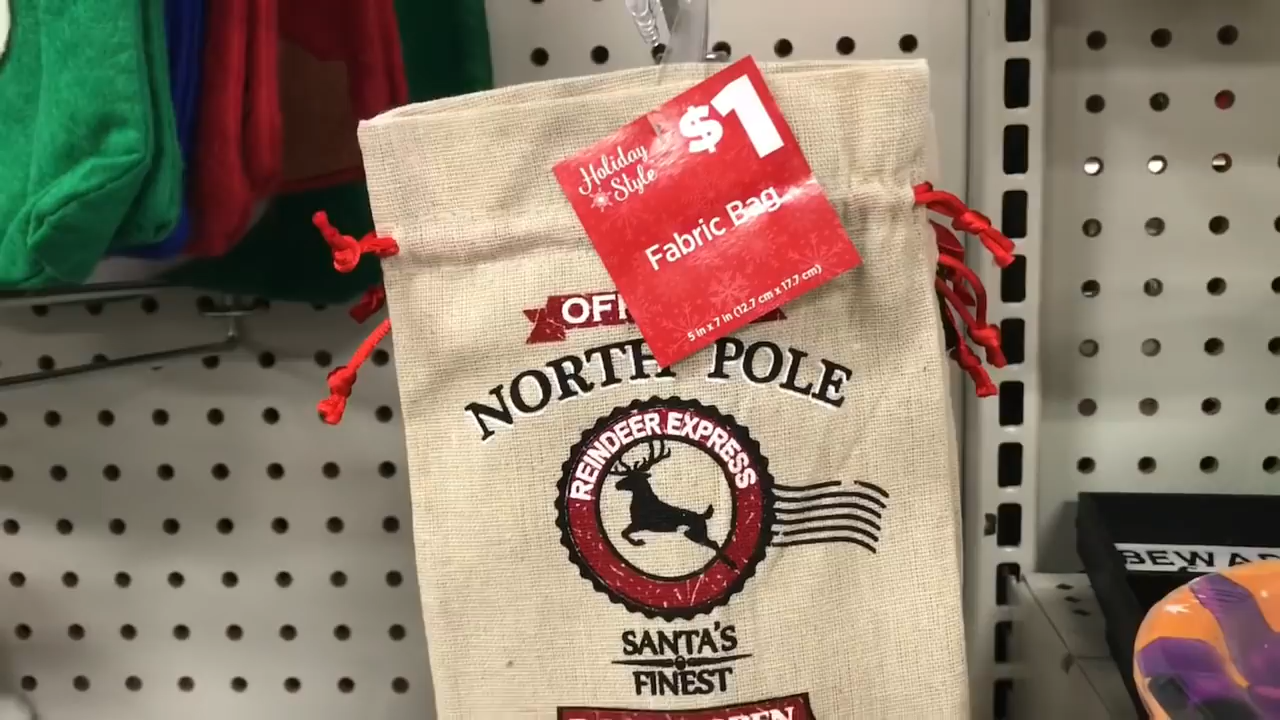 $1
Holiday
Style
Fabric Bag
5 in x 7 in (12.7 cm x 17.7 cm)
NORTH POLE
REINDEER EXPRESS
SANTA'S
FINEST